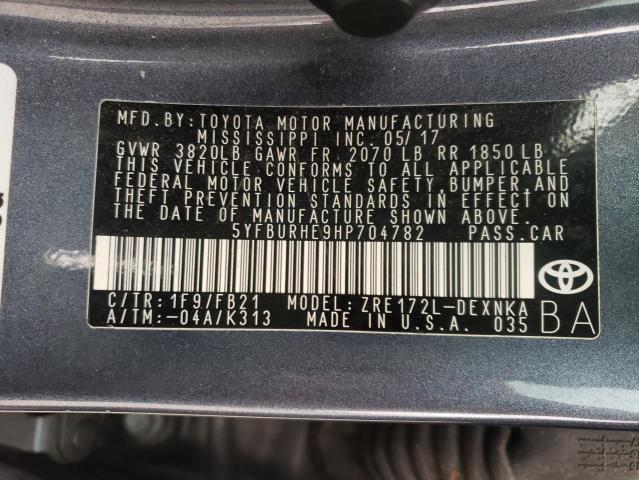 MFD.BY:TOYOTA MOTOR MANUFACTURING
MISSISSIPPI INC. 05/17
GVWR 3820LB GAWR FR 2070 LB RR 1850 LB
THIS VEHICLE CONFORMS TO ALL APPLICABLE
FEDERAL MOTOR VEHICLE SAFETY, BUMPER, AND
THEFT PREVENTION STANDARDS IN EFFECT ON
THE DATE OF MANUFACTURE SHOWN ABOVE.
5YFBURHE9HP704782 PASS.CAR
C/TR: 1F9/FB21 MODEL: ZRE172L-DEXNKA
A/TM:-04A/K313 MADE IN U.S.A. 035
BA